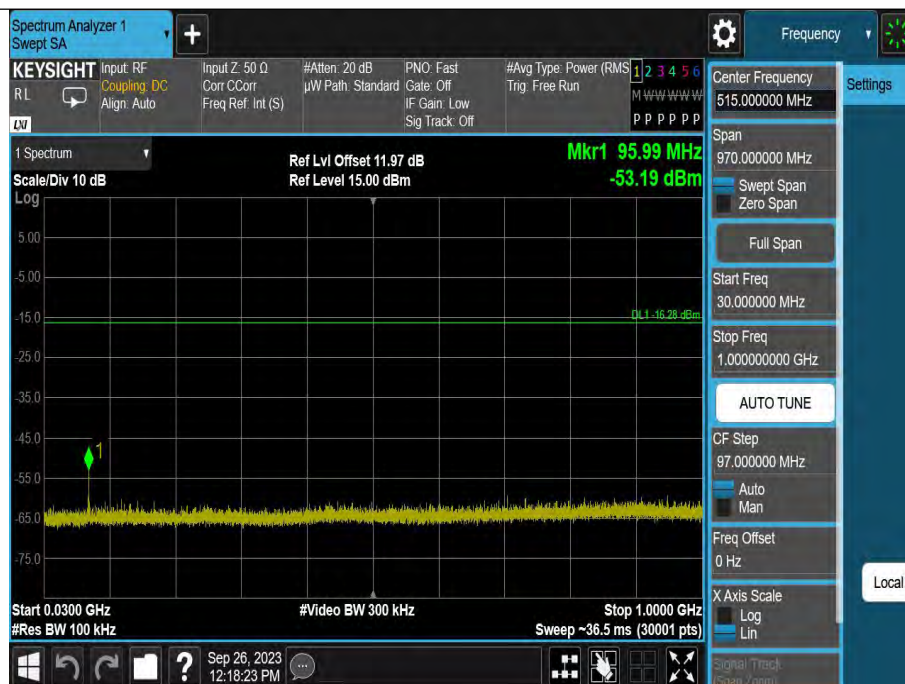 Spectrum Analyzer 1
Swept SA
Frequency
KEYSIGHT
RL
LXI
Input: RF
Coupling: DC
Align: Auto
Input Z: 50 Ω
Corr CCorr
Freq Ref: Int (S)
#Atten: 20 dB
µW Path: Standard
PNO: Fast
Gate: Off
IF Gain: Low
Sig Track: Off
#Avg Type: Power (RMS
Trig: Free Run
1 2 3 4 5 6
M W W W W W
P P P P P P
1 Spectrum
Scale/Div 10 dB
Log
Ref Lvl Offset 11.97 dB
Ref Level 15.00 dBm
Mkr1 95.99 MHz
-53.19 dBm
5.00
-5.00
-15.0
-25.0
-35.0
-45.0
-55.0
-65.0
-75.0
DL1 -16.28 dBm
1
Start 0.0300 GHz
#Res BW 100 kHz
#Video BW 300 kHz
Stop 1.0000 GHz
Sweep ~36.5 ms (30001 pts)
Center Frequency
515.000000 MHz
Span
970.000000 MHz
Swept Span
Zero Span
Full Span
Start Freq
30.000000 MHz
Stop Freq
1.000000000 GHz
AUTO TUNE
CF Step
97.000000 MHz
Auto
Man
Freq Offset
0 Hz
X Axis Scale
Log
Lin
Signal Track
(Span Zoom)
Settings
Local
?
Sep 26, 2023
12:18:23 PM